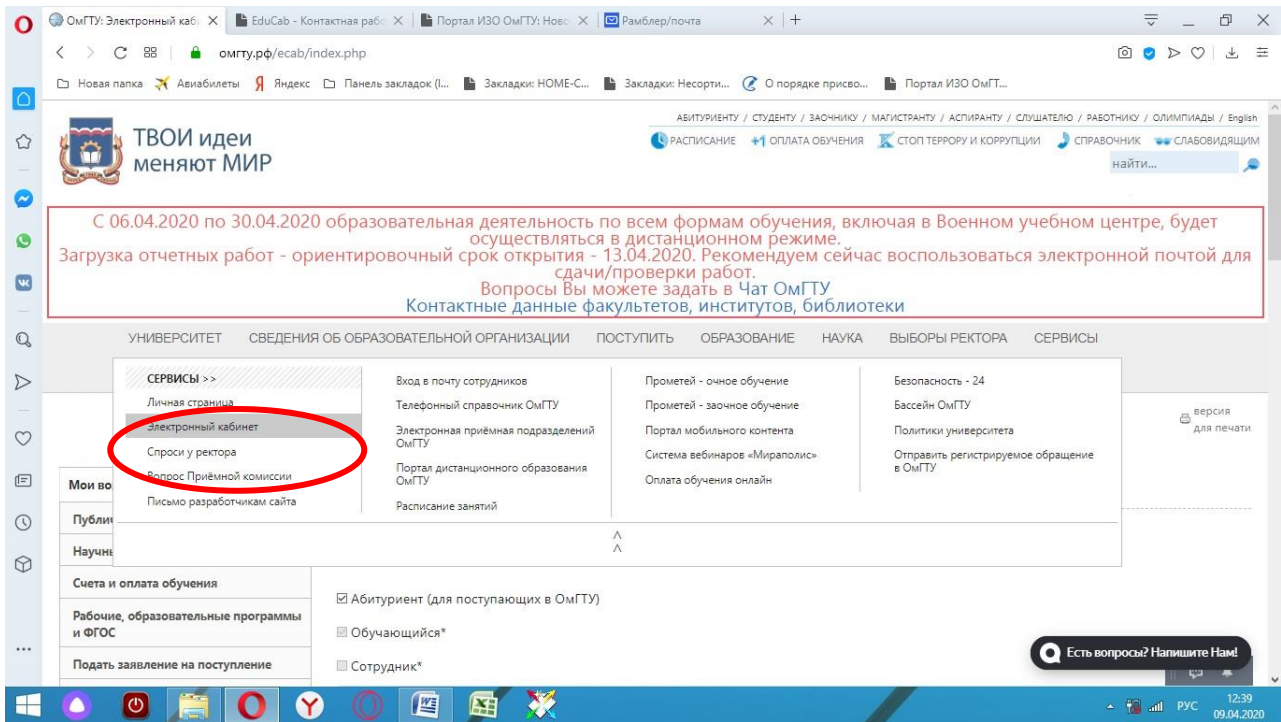 ОмГТУ: Электронный каб
EduCab - Контактная рабо
Портал ИЗО ОмГТУ: Ново
Рамблер/почта
омгту.рф/ecab/index.php
Новая папка
Авиабилеты
Яндекс
Панель закладок (I...
Закладки: HOME-C...
Закладки: Несорти...
О порядке присво...
Портал ИЗО ОмГТ...
АБИТУРИЕНТУ / СТУДЕНТУ / ЗАОЧНИКУ / МАГИСТРАНТУ / АСПИРАНТУ / СЛУШАТЕЛЮ / РАБОТНИКУ / ОЛИМПИАДЫ / English
ТВОИ идеи
меняют МИР
РАСПИСАНИЕ +1 ОПЛАТА ОБУЧЕНИЯ СТОП ТЕРРОРУ И КОРРУПЦИИ СПРАВОЧНИК СЛАБОВИДЯЩИМ
найти...
С 06.04.2020 по 30.04.2020 образовательная деятельность по всем формам обучения, включая в Военном учебном центре, будет
осуществляться в дистанционном режиме.
Загрузка отчетных работ - ориентировочный срок открытия - 13.04.2020. Рекомендуем сейчас воспользоваться электронной почтой для
сдачи/проверки работ.
Вопросы Вы можете задать в Чат ОмГТУ
Контактные данные факультетов, институтов, библиотеки
УНИВЕРСИТЕТ СВЕДЕНИЯ ОБ ОБРАЗОВАТЕЛЬНОЙ ОРГАНИЗАЦИИ ПОСТУПИТЬ ОБРАЗОВАНИЕ НАУКА ВЫБОРЫ РЕКТОРА СЕРВИСЫ
СЕРВИСЫ >>
Личная страница
Электронный кабинет
Спроси у ректора
Вопрос Приёмной комиссии
Письмо разработчикам сайта
Вход в почту сотрудников
Телефонный справочник ОмГТУ
Электронная приёмная подразделений
ОмГТУ
Портал дистанционного образования
ОмГТУ
Расписание занятий
Прометей - очное обучение
Прометей - заочное обучение
Портал мобильного контента
Система вебинаров «Мираполис»
Оплата обучения онлайн
Безопасность - 24
Бассейн ОмГТУ
Политики университета
Отправить регистрируемое обращение
в ОмГТУ
версия
для печати
Мои во
Публи
Научн
Счета и оплата обучения
Рабочие, образовательные программы
и ФГОС
Подать заявление на поступление
Абитуриент (для поступающих в ОмГТУ)
Обучающийся*
Сотрудник*
Есть вопросы? Напишите Нам!
РУС
12:39
09.04.2020